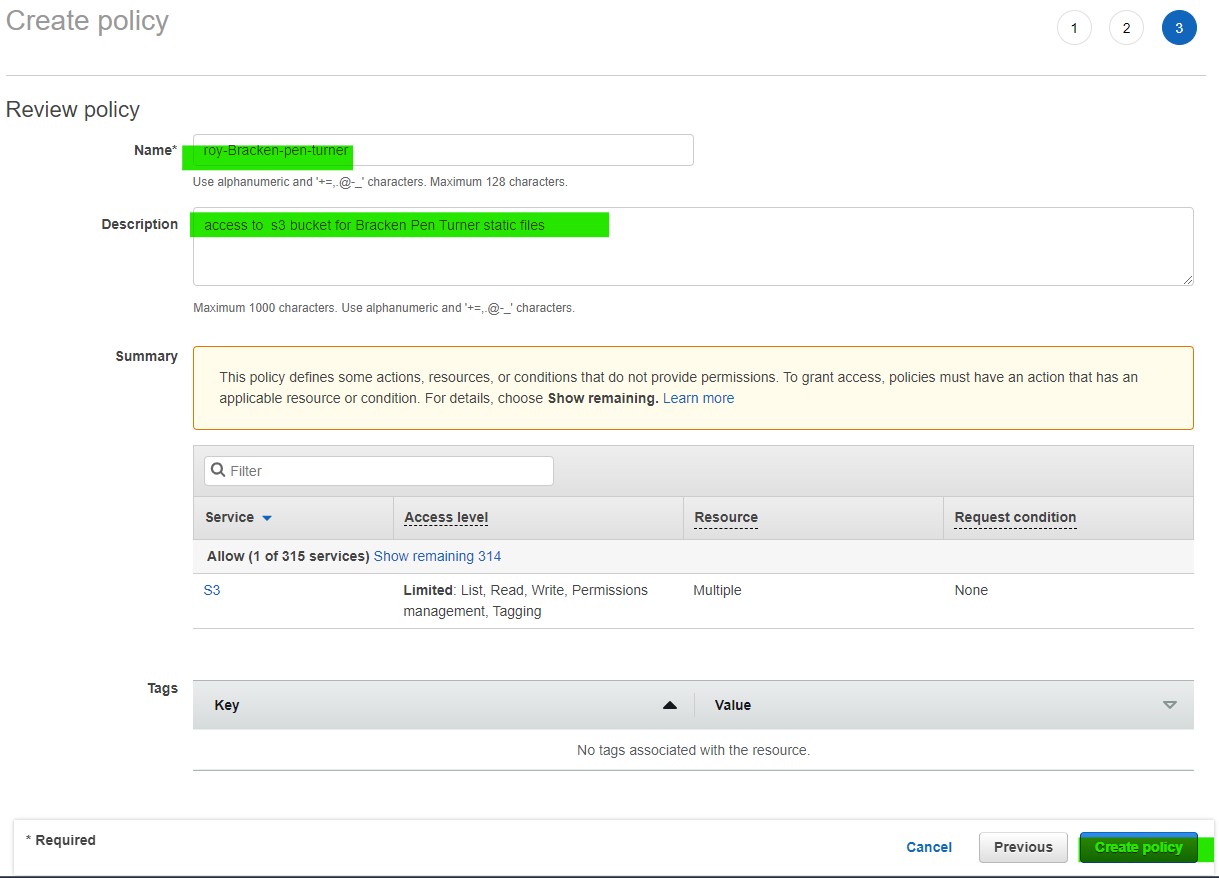 Create policy
1 2 3
Review policy
Name* roy-Bracken-pen-turner
Use alphanumeric and '+=,.@-_' characters. Maximum 128 characters.
Description access to  s3 bucket for Bracken Pen Turner static files
Maximum 1000 characters. Use alphanumeric and '+=,.@-_' characters.
Summary
This policy defines some actions, resources, or conditions that do not provide permissions. To grant access, policies must have an action that has an
applicable resource or condition. For details, choose Show remaining. Learn more
Filter
Service Access level Resource Request condition
Allow (1 of 315 services) Show remaining 314
S3 Limited: List, Read, Write, Permissions Multiple None
management, Tagging
Tags
Key Value
No tags associated with the resource.
* Required Cancel Previous Create policy